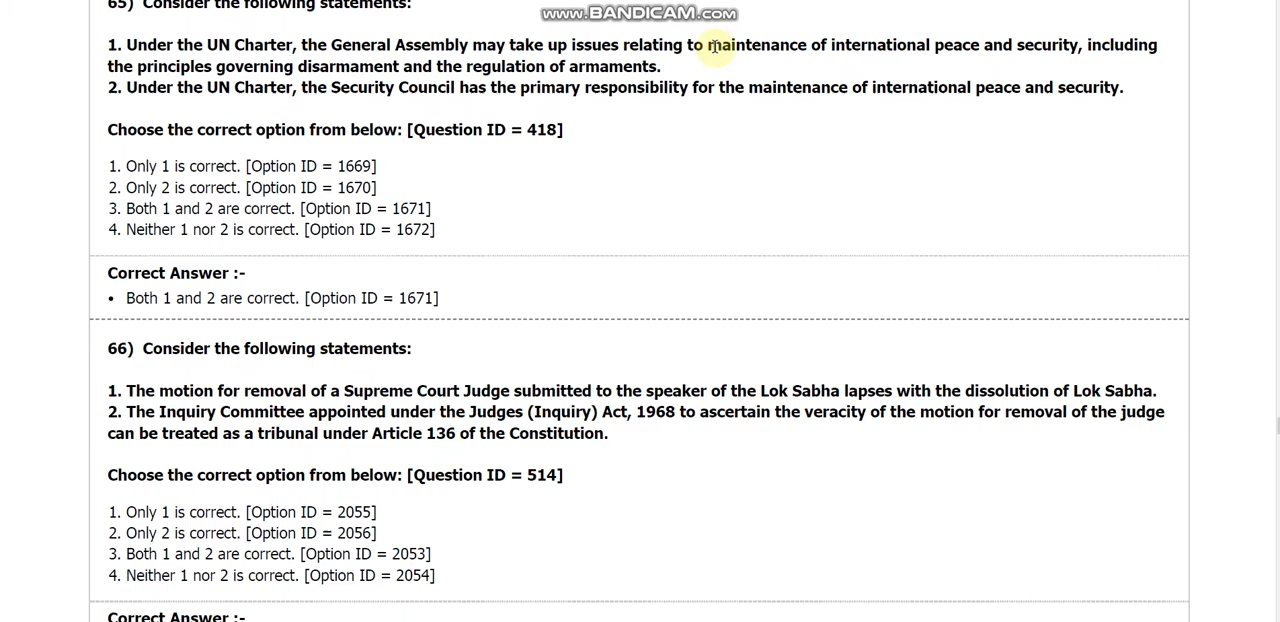 www.BANDICAM.com
65) Consider the following statements:
1. Under the UN Charter, the General Assembly may take up issues relating to maintenance of international peace and security, including
the principles governing disarmament and the regulation of armaments.
2. Under the UN Charter, the Security Council has the primary responsibility for the maintenance of international peace and security.
Choose the correct option from below: [Question ID = 418]
1. Only 1 is correct. [Option ID = 1669]
2. Only 2 is correct. [Option ID = 1670]
3. Both 1 and 2 are correct. [Option ID = 1671]
4. Neither 1 nor 2 is correct. [Option ID = 1672]
Correct Answer :-
• Both 1 and 2 are correct. [Option ID = 1671]
66) Consider the following statements:
1. The motion for removal of a Supreme Court Judge submitted to the speaker of the Lok Sabha lapses with the dissolution of Lok Sabha.
2. The Inquiry Committee appointed under the Judges (Inquiry) Act, 1968 to ascertain the veracity of the motion for removal of the judge
can be treated as a tribunal under Article 136 of the Constitution.
Choose the correct option from below: [Question ID = 514]
1. Only 1 is correct. [Option ID = 2055]
2. Only 2 is correct. [Option ID = 2056]
3. Both 1 and 2 are correct. [Option ID = 2053]
4. Neither 1 nor 2 is correct. [Option ID = 2054]
Correct Answer :-